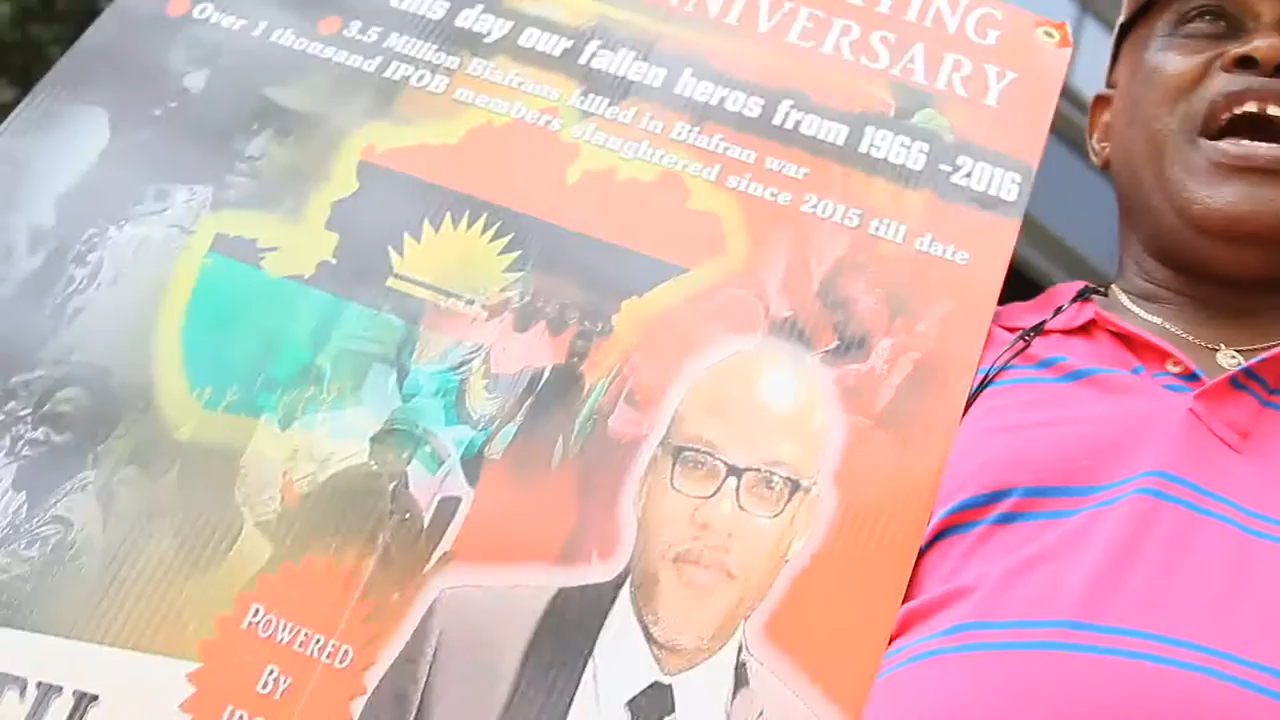 NIVERSARY
this day our fallen heros from 1966 -2016
3.5 Million Biafrans killed in Biafran war
Over 1 thousand IPOB members slaughtered since 2015 till date
POWERED
BY